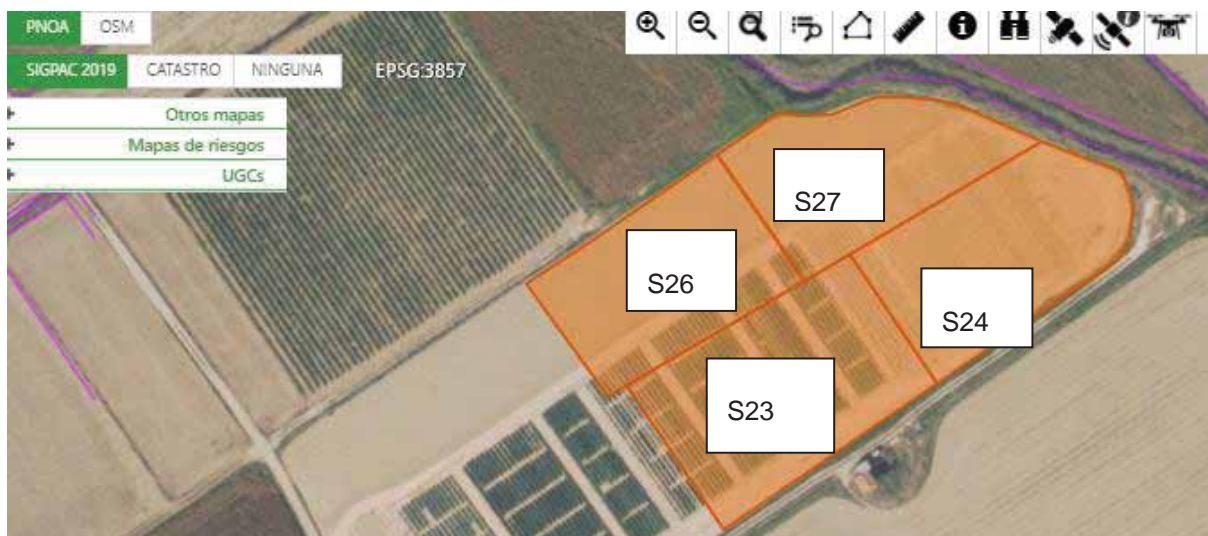 PNOA OSM
SIGPAC 2019 CATASTRO NINGUNA EPSG:3857
Otros mapas
Mapas de riesgos
UGCs
S27
S26
S24
S23